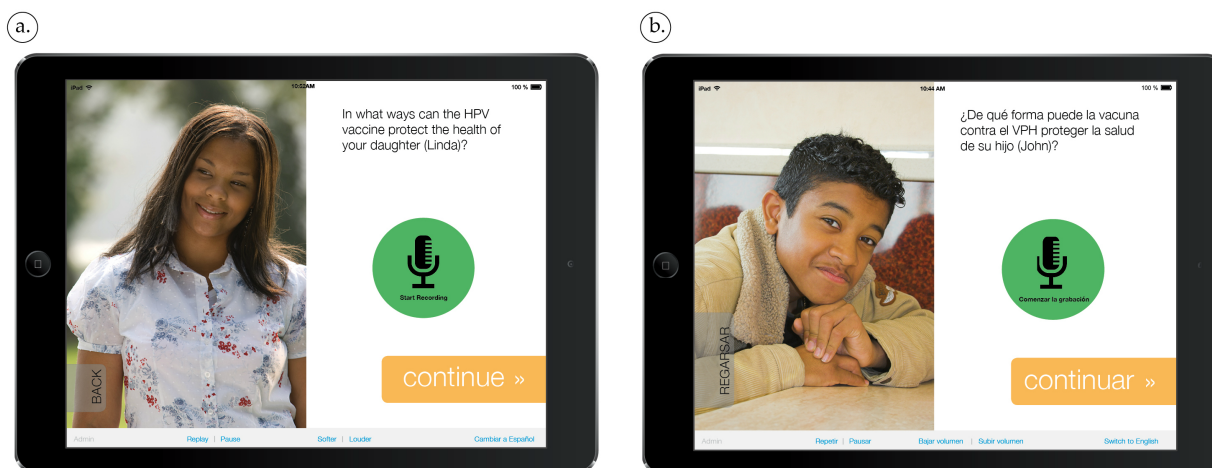 a.
iPad
10:52AM
100 %
In what ways can the HPV
vaccine protect the health of
your daughter (Linda)?
Start Recording
BACK
continue »
Admin
Replay | Pause
Softer | Louder
Cambiar a Español
b.
iPad
10:44 AM
100 %
¿De qué forma puede la vacuna
contra el VPH proteger la salud
de su hijo (John)?
Comenzar la grabación
REGARSAR
continuar »
Admin
Repetir | Pausar
Bajar volumen | Subir volumen
Switch to English